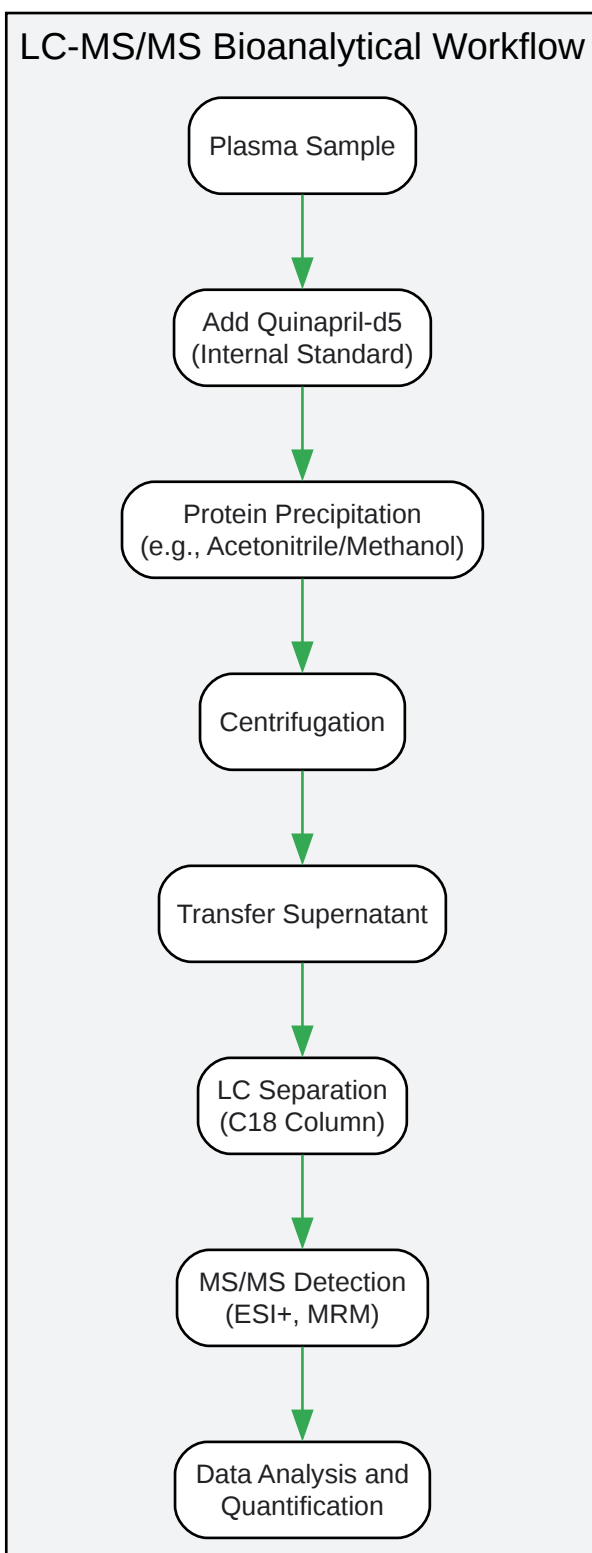 LC-MS/MS Bioanalytical Workflow
Plasma Sample
Add Quinapril-d5
(Internal Standard)
Protein Precipitation
(e.g., Acetonitrile/Methanol)
Centrifugation
Transfer Supernatant
LC Separation
(C18 Column)
MS/MS Detection
(ESI+, MRM)
Data Analysis and
Quantification